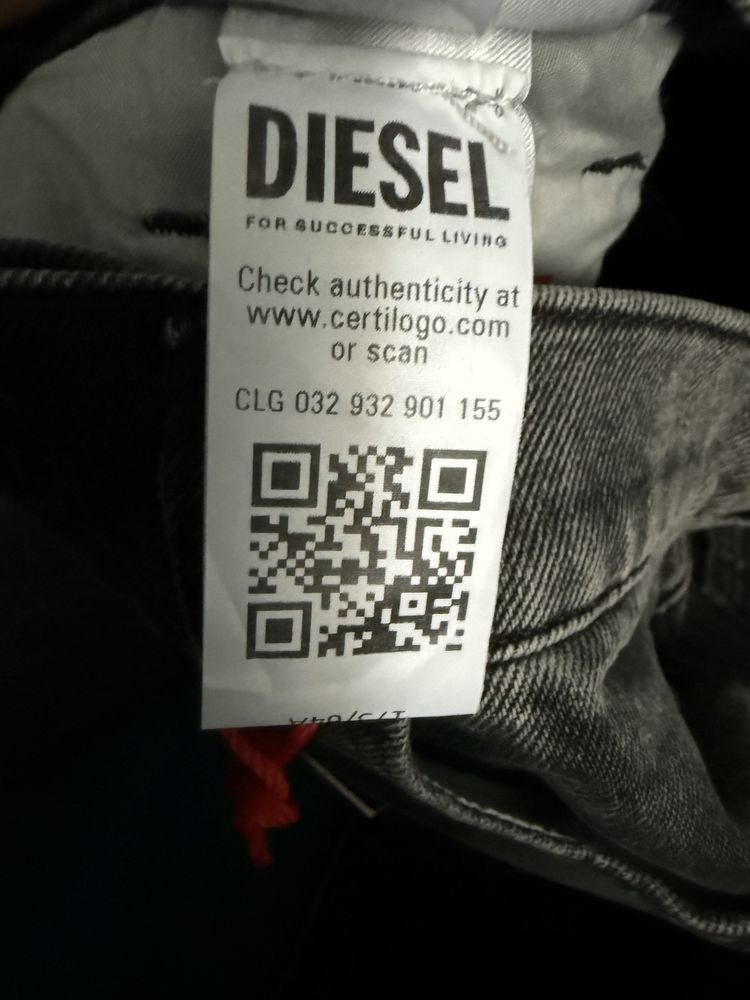 DIESEL
FOR SUCCESSFUL LIVING
Check authenticity at
www.certilogo.com
or scan
CLG 032 932 901 155